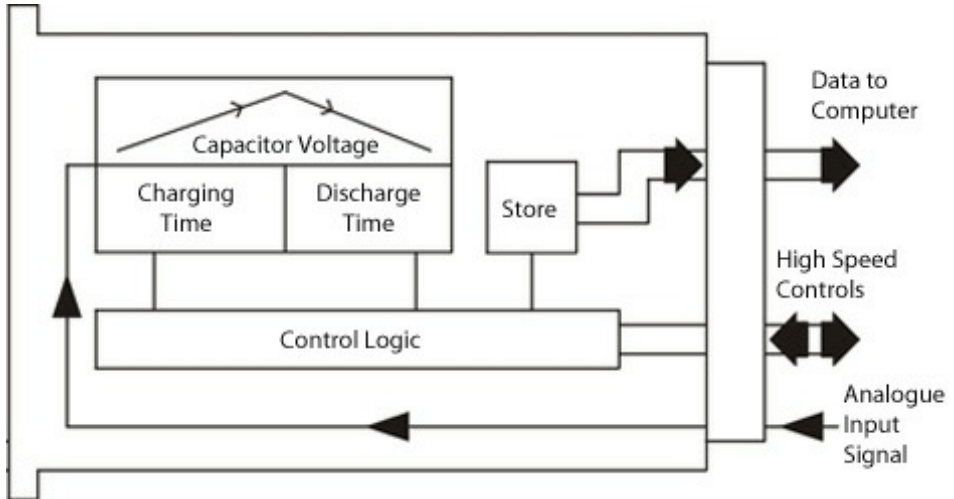 Data to
Computer
Capacitor Voltage
Charging
Time
Discharge
Time
Store
High Speed
Controls
Control Logic
Analogue
Input
Signal